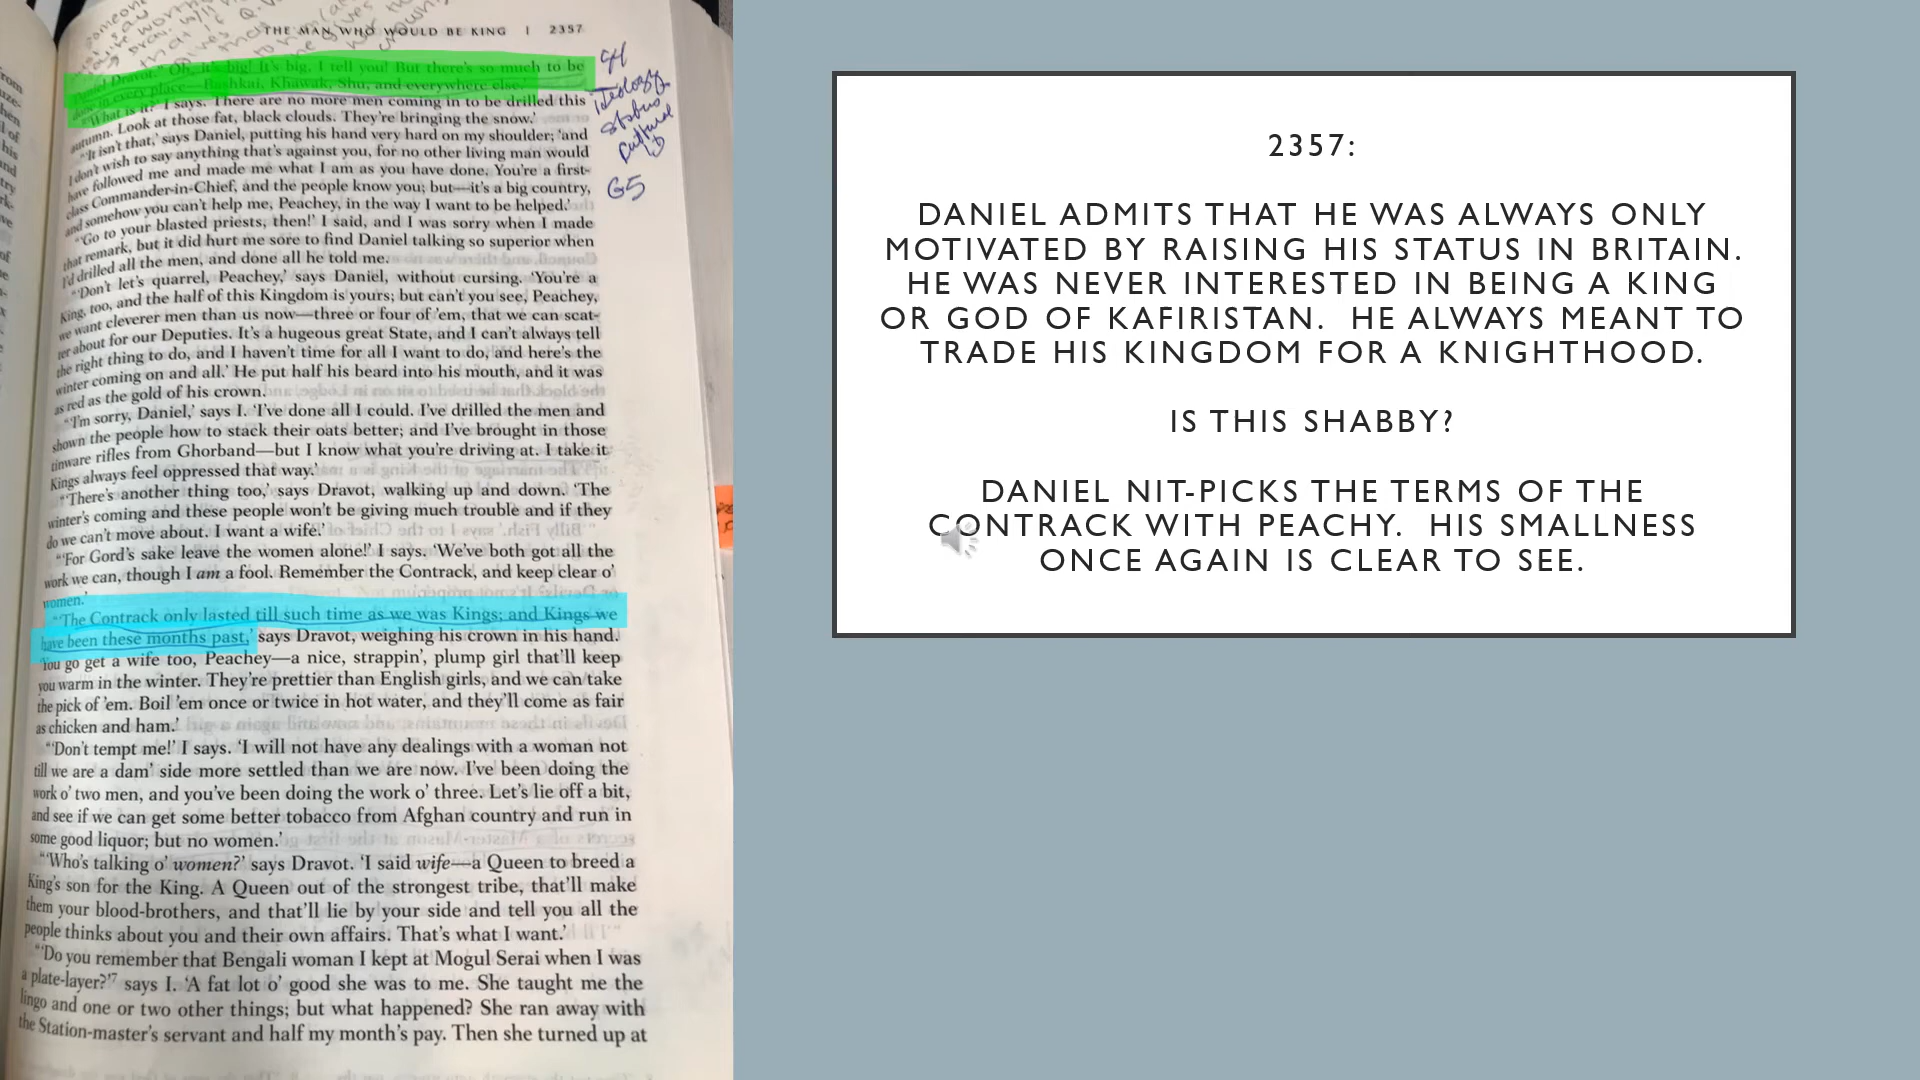 THE MAN WHO WOULD BE KING | 2357
Daniel Dravot." Oh, it's big! It's big, I tell you! But there's so much to be
done in every place—Bashkai, Khawak, Shu, and everywhere else.'
"'What is it?' I says. 'There are no more men coming in to be drilled this
autumn. Look at those fat, black clouds. They're bringing the snow.'
"'It isn't that,' says Daniel, putting his hand very hard on my shoulder; 'and
I don't wish to say anything that's against you, for no other living man would
have followed me and made me what I am as you have done. You're a first-
class Commander-in-Chief, and the people know you; but—it's a big country,
and somehow you can't help me, Peachey, in the way I want to be helped.'
"'Go to your blasted priests, then!' I said, and I was sorry when I made
that remark, but it did hurt me sore to find Daniel talking so superior when
I'd drilled all the men, and done all he told me.
"'Don't let's quarrel, Peachey,' says Daniel, without cursing. 'You're a
King, too, and the half of this Kingdom is yours; but can't you see, Peachey,
we want cleverer men than us now—three or four of 'em, that we can scat-
ter about for our Deputies. It's a hugeous great State, and I can't always tell
the right thing to do, and I haven't time for all I want to do, and here's the
winter coming on and all.' He put half his beard into his mouth, and it was
as red as the gold of his crown.
"'I'm sorry, Daniel,' says I. 'I've done all I could. I've drilled the men and
shown the people how to stack their oats better; and I've brought in those
tinware rifles from Ghorband—but I know what you're driving at. I take it
Kings always feel oppressed that way.'
"'There's another thing too,' says Dravot, walking up and down. 'The
winter's coming and these people won't be giving much trouble and if they
do we can't move about. I want a wife.'
"'For Gord's sake leave the women alone!' I says. 'We've both got all the
work we can, though I am a fool. Remember the Contrack, and keep clear o'
women.'
"'The Contrack only lasted till such time as we was Kings; and Kings we
have been these months past,' says Dravot, weighing his crown in his hand.
'You go get a wife too, Peachey—a nice, strappin', plump girl that'll keep
you warm in the winter. They're prettier than English girls, and we can take
the pick of 'em. Boil 'em once or twice in hot water, and they'll come as fair
as chicken and ham.'
"'Don't tempt me!' I says. 'I will not have any dealings with a woman not
till we are a dam' side more settled than we are now. I've been doing the
work o' two men, and you've been doing the work o' three. Let's lie off a bit,
and see if we can get some better tobacco from Afghan country and run in
some good liquor; but no women.'
"'Who's talking o' women?' says Dravot. 'I said wife—a Queen to breed a
King's son for the King. A Queen out of the strongest tribe, that'll make
them your blood-brothers, and that'll lie by your side and tell you all the
people thinks about you and their own affairs. That's what I want.'
"'Do you remember that Bengali woman I kept at Mogul Serai when I was
a plate-layer?'7 says I. 'A fat lot o' good she was to me. She taught me the
lingo and one or two other things; but what happened? She ran away with
the Station-master's servant and half my month's pay. Then she turned up at
Ideology
status
cultural
G5
2357:
DANIEL ADMITS THAT HE WAS ALWAYS ONLY
MOTIVATED BY RAISING HIS STATUS IN BRITAIN.
HE WAS NEVER INTERESTED IN BEING A KING
OR GOD OF KAFIRISTAN. HE ALWAYS MEANT TO
TRADE HIS KINGDOM FOR A KNIGHTHOOD.
IS THIS SHABBY?
DANIEL NIT-PICKS THE TERMS OF THE
CONTRACK WITH PEACHY. HIS SMALLNESS
ONCE AGAIN IS CLEAR TO SEE.